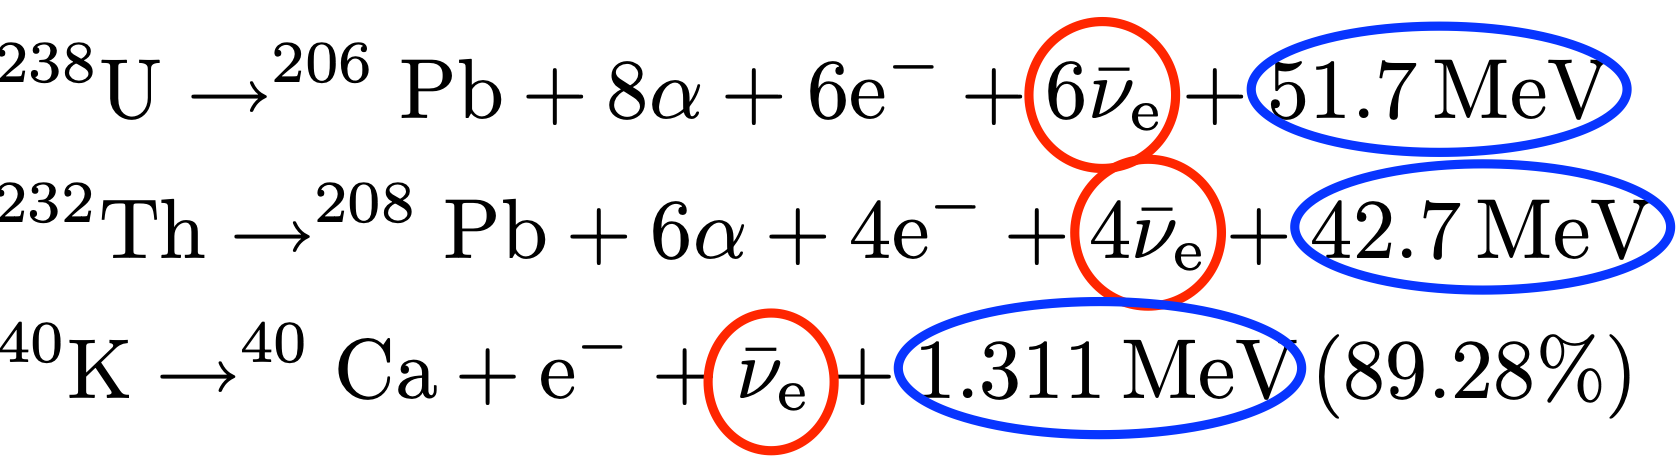 ²³⁸U → ²⁰⁶ Pb + 8α + 6e⁻ + 6ν̄ₑ + 51.7 MeV
²³²Th → ²⁰⁸ Pb + 6α + 4e⁻ + 4ν̄ₑ + 42.7 MeV
⁴⁰K → ⁴⁰ Ca + e⁻ + ν̄ₑ + 1.311 MeV (89.28%)